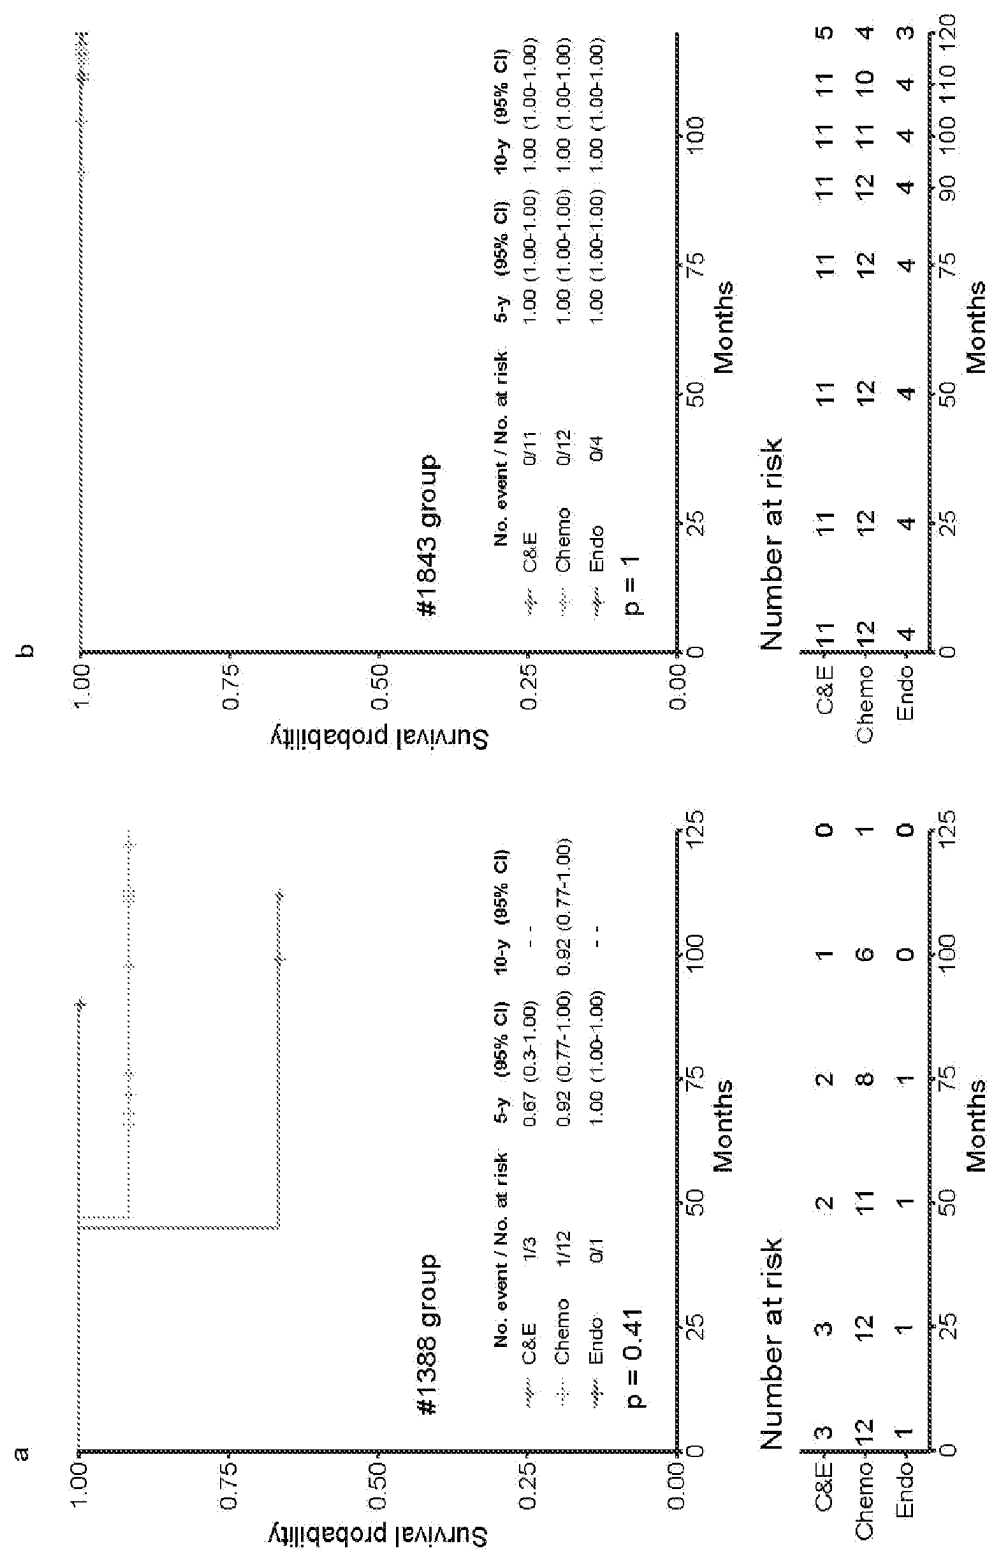 a
Survival probability
1.00
0.75
0.50
0.25
0.00
#1388 group
No. event / No. at risk 5-y (95% CI) 10-y (95% CI)
C&E 1/3 0.67 (0.3-1.00) - -
Chemo 1/12 0.92 (0.77-1.00) 0.92 (0.77-1.00)
Endo 0/1 1.00 (1.00-1.00) - -
p = 0.41
0 25 50 75 100 125
Months
Number at risk
C&E 3 3 2 2 1 0
Chemo 12 12 11 8 6 1
Endo 1 1 1 1 0 0
0 25 50 75 100 125
Months
b
Survival probability
1.00
0.75
0.50
0.25
0.00
#1843 group
No. event / No. at risk 5-y (95% CI) 10-y (95% CI)
C&E 0/11 1.00 (1.00-1.00) 1.00 (1.00-1.00)
Chemo 0/12 1.00 (1.00-1.00) 1.00 (1.00-1.00)
Endo 0/4 1.00 (1.00-1.00) 1.00 (1.00-1.00)
p = 1
0 25 50 75 100
Months
Number at risk
C&E 11 11 11 11 11 11 11 5
Chemo 12 12 12 12 12 11 10 4
Endo 4 4 4 4 4 4 4 3
0 25 50 75 90 100 110 120
Months